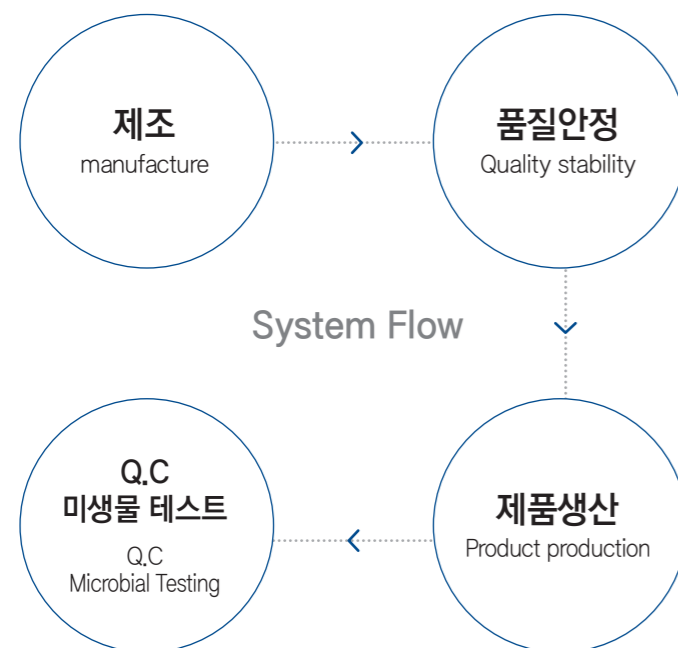 제조
manufacture
품질안정
Quality stability
System Flow
Q.C
미생물 테스트
Q.C
Microbial Testing
제품생산
Product production